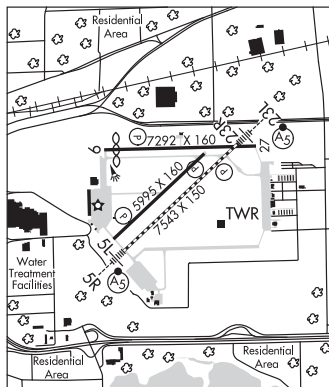 Residential
Area
7292 X 160
23R
23L
A5
P
9
27
P
P
5995 X 160
7543 X 150
P
TWR
5L
Water
Treatment
Facilities
5R
A5
Residential
Area
Residential
Area